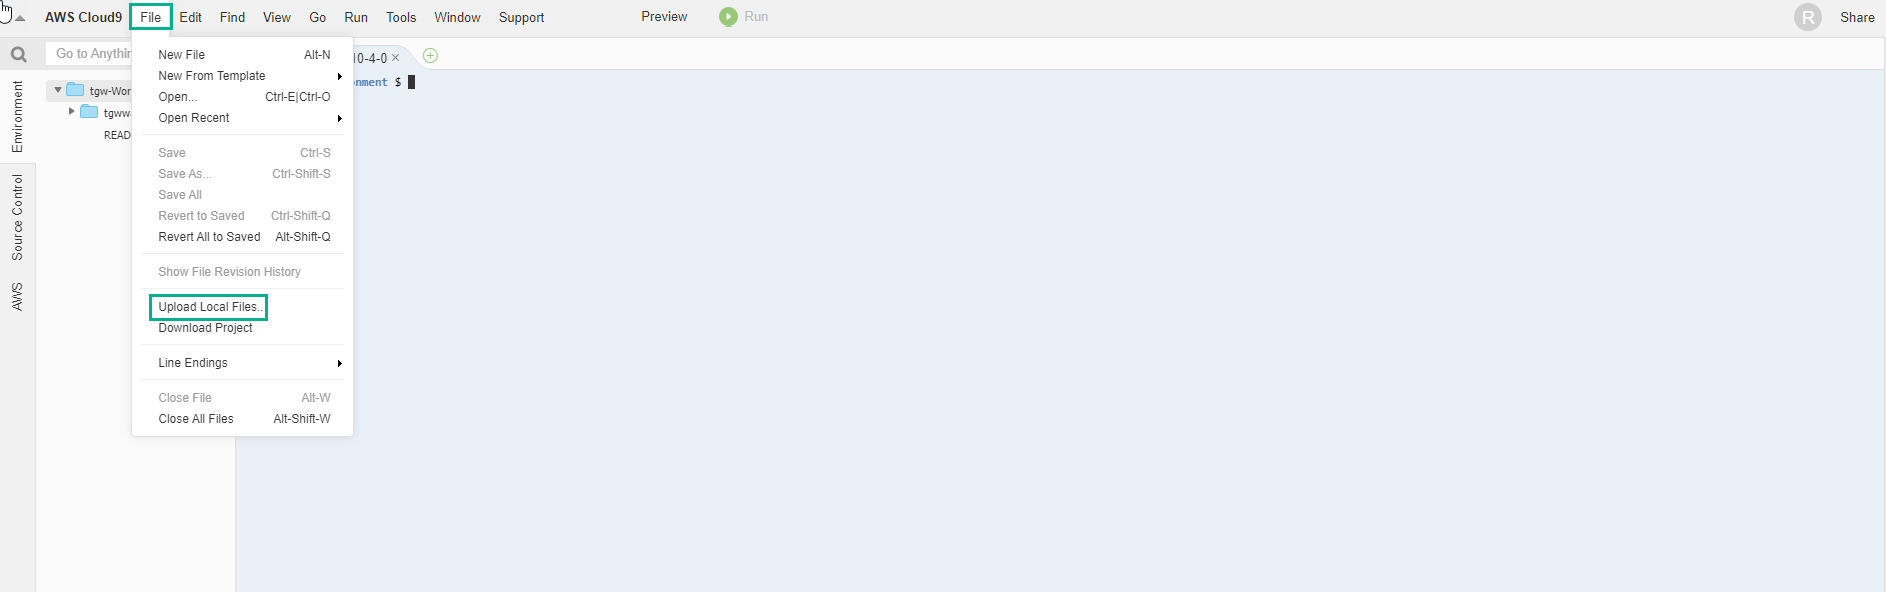 AWS Cloud9 File Edit Find View Go Run Tools Window Support Preview Run R Share
Go to Anythin
10-4-0
New File Alt-N
New From Template
Open... Ctrl-E|Ctrl-O
Open Recent
Save Ctrl-S
Save As... Ctrl-Shift-S
Save All
Revert to Saved Ctrl-Shift-Q
Revert All to Saved Alt-Shift-Q
Show File Revision History
Upload Local Files..
Download Project
Line Endings
Close File Alt-W
Close All Files Alt-Shift-W
nment $
tgw-Wor
tgww
READ
Environment
Source Control
AWS